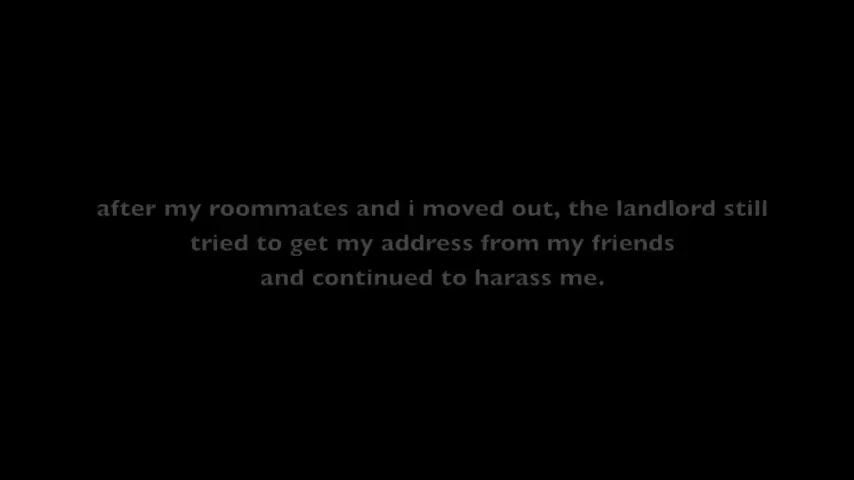 after my roommates and i moved out, the landlord still
tried to get my address from my friends
and continued to harass me.